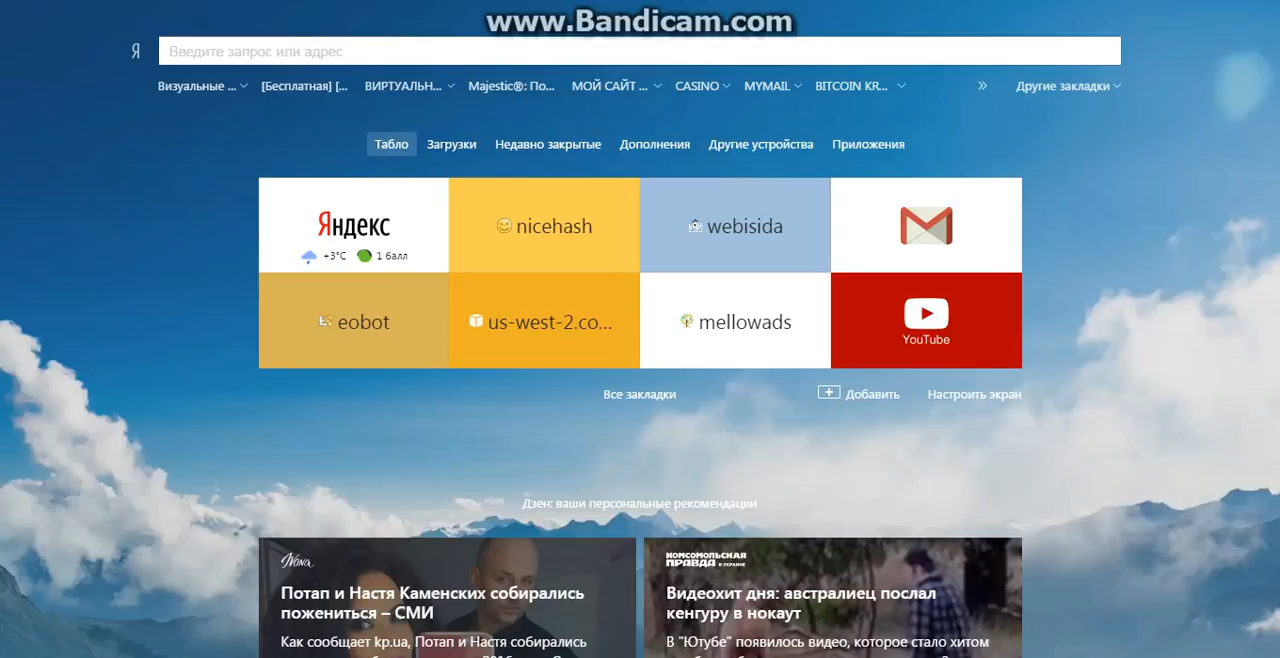 www.Bandicam.com
Я Введите запрос или адрес
Визуальные ... [Бесплатная] [... ВИРТУАЛЬН... Majestic®: По... МОЙ САЙТ ... CASINO MYMAIL BITCOIN KR... » Другие закладки
Табло Загрузки Недавно закрытые Дополнения Другие устройства Приложения
Яндекс
+3°C 1 балл
nicehash
webisida
eobot
us-west-2.co...
mellowads
YouTube
Все закладки Добавить Настроить экран
Дзен: ваши персональные рекомендации
Потап и Настя Каменских собирались
пожениться – СМИ
Как сообщает kp.ua, Потап и Настя собирались
КОМСОМОЛЬСКАЯ
ПРАВДА В УКРАИНЕ
Видеохит дня: австралиец послал
кенгуру в нокаут
В "Ютубе" появилось видео, которое стало хитом